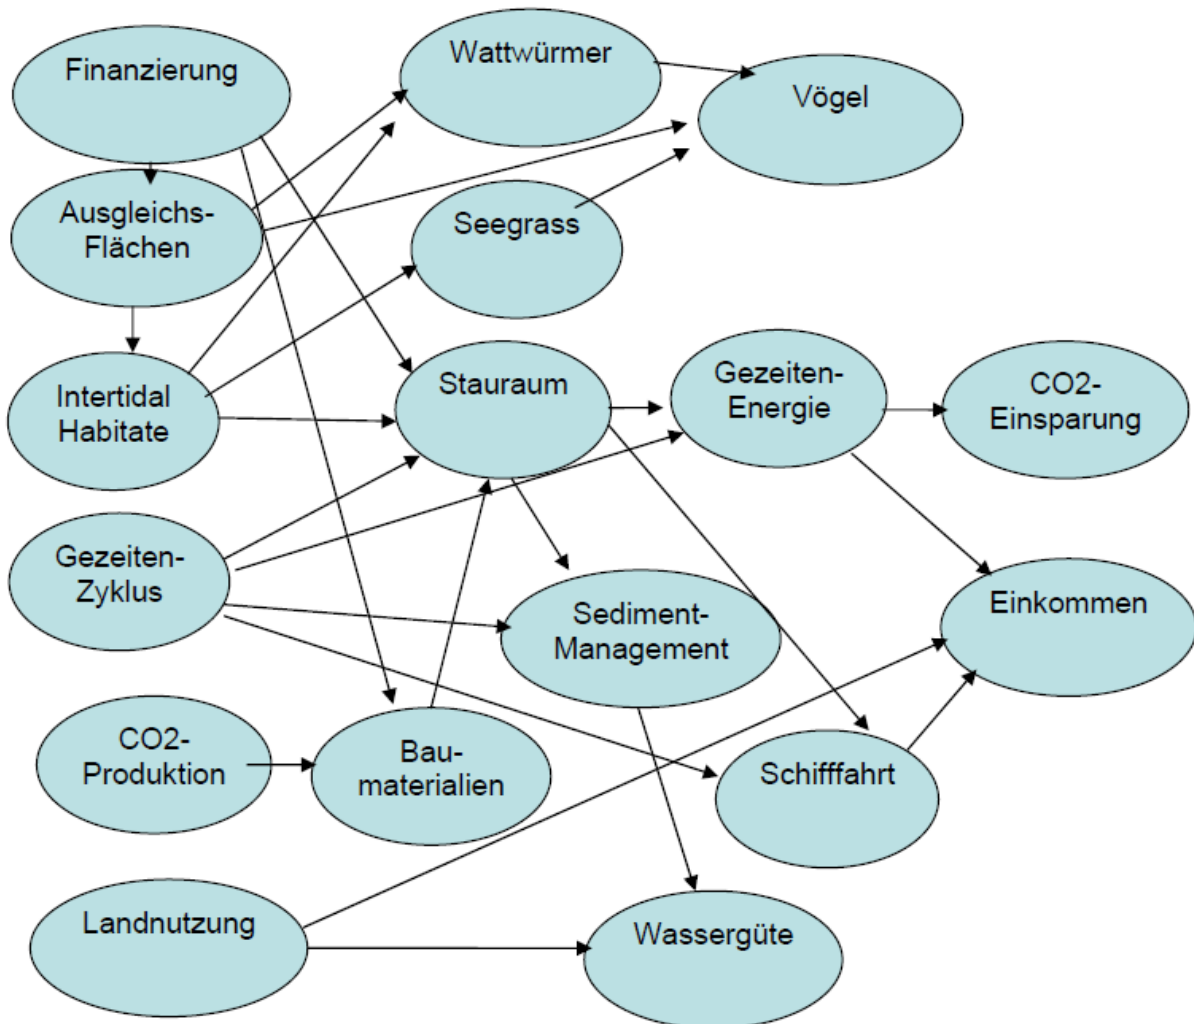 Finanzierung
Wattwürmer
Vögel
Ausgleichs-
Flächen
Seegrass
Intertidal
Habitate
Stauraum
Gezeiten-
Energie
CO2-
Einsparung
Gezeiten-
Zyklus
Sediment-
Management
Einkommen
CO2-
Produktion
Bau-
materialien
Schifffahrt
Landnutzung
Wassergüte